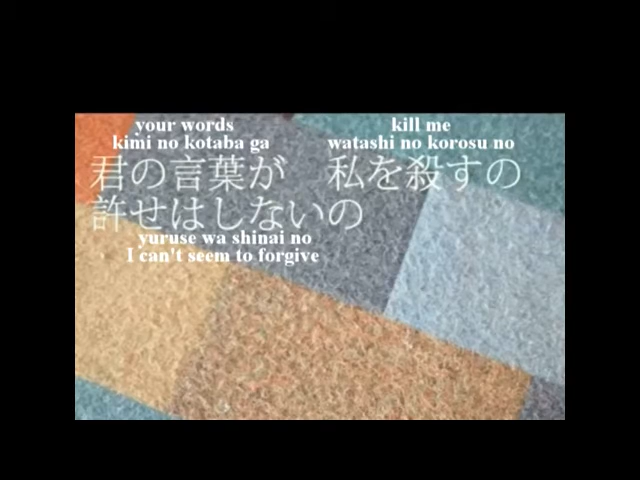 your words kill me
kimi no kotaba ga watashi no korosu no
君の言葉が 私を殺すの
許せはしないの
yuruse wa shinai no
I can't seem to forgive